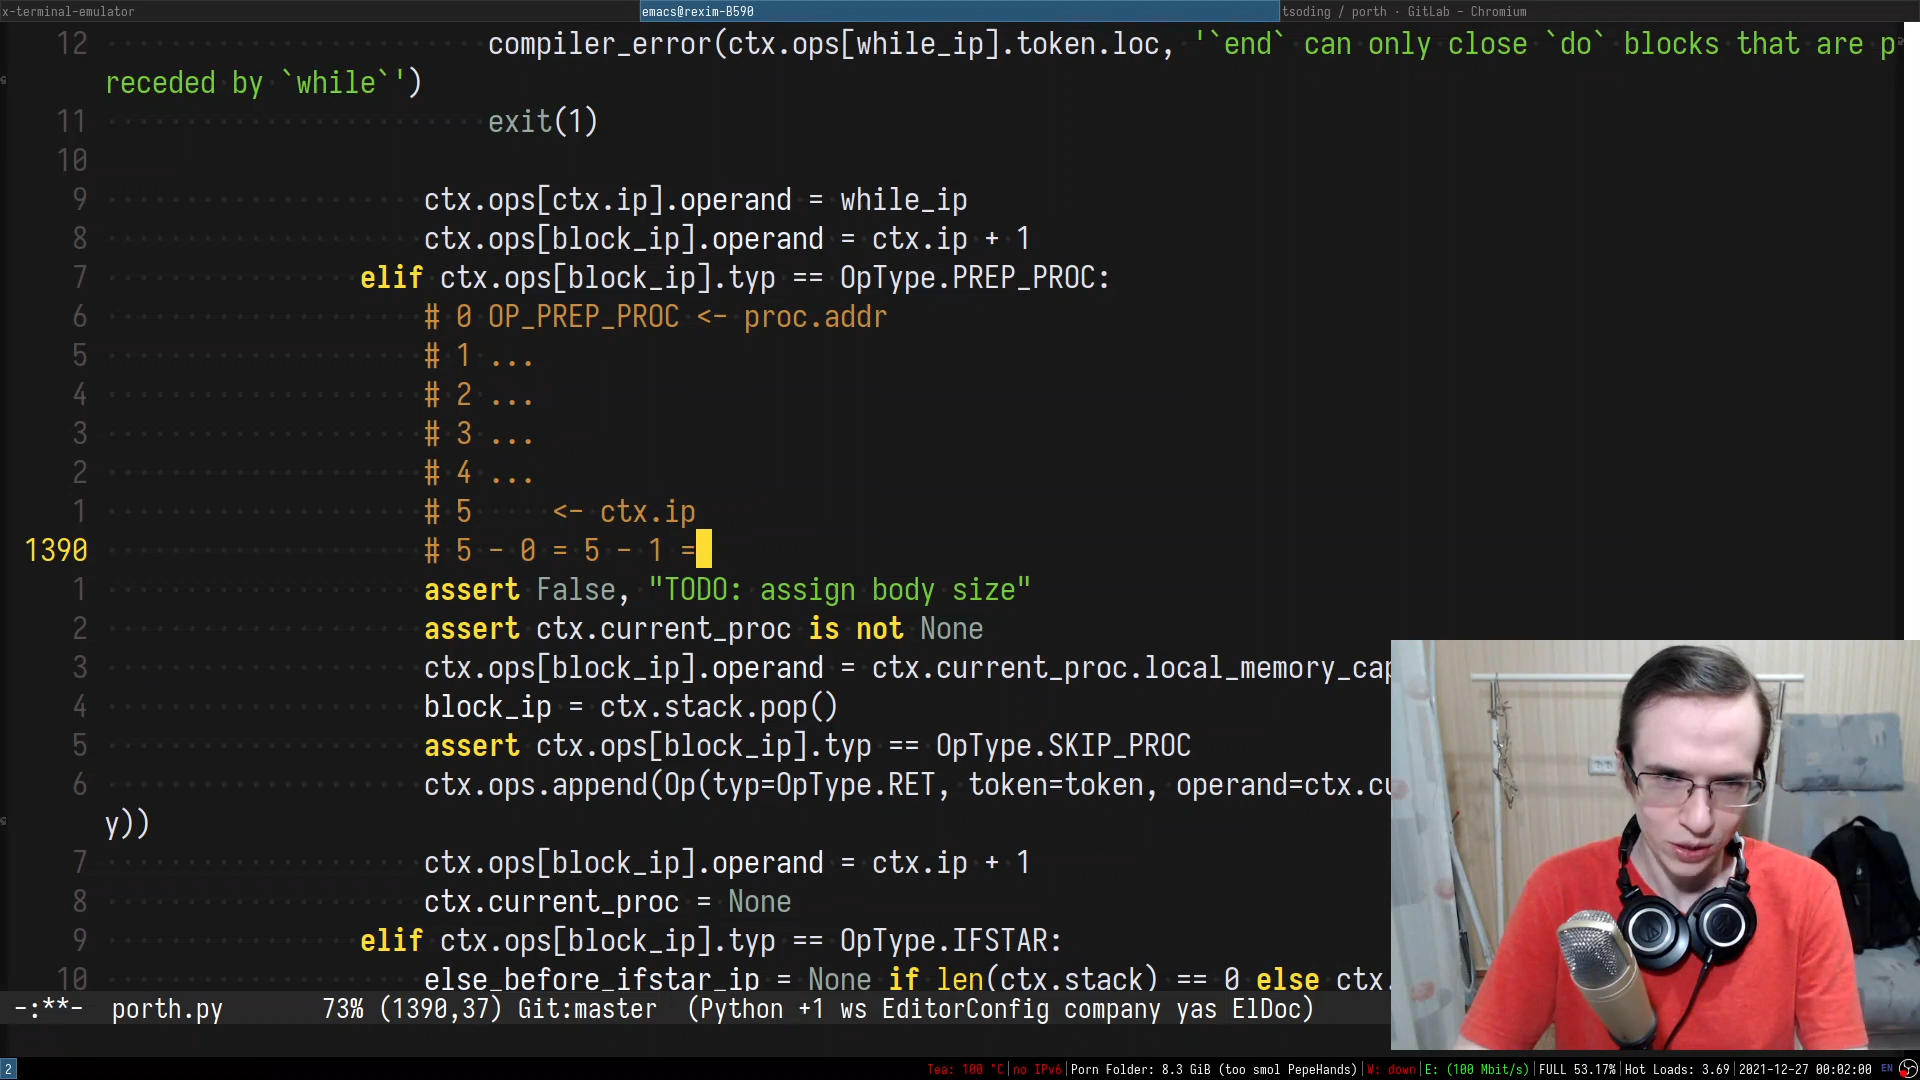 x-terminal-emulator emacs@rexim-B590 tsoding / porth · GitLab - Chromium
12 compiler_error(ctx.ops[while_ip].token.loc, '`end` can only close `do` blocks that are p
receded by `while`')
11 exit(1)
10
9 ctx.ops[ctx.ip].operand = while_ip
8 ctx.ops[block_ip].operand = ctx.ip + 1
7 elif ctx.ops[block_ip].typ == OpType.PREP_PROC:
6 # 0 OP_PREP_PROC <- proc.addr
5 # 1 ...
4 # 2 ...
3 # 3 ...
2 # 4 ...
1 # 5 <- ctx.ip
1390 # 5 - 0 = 5 - 1 =
1 assert False, "TODO: assign body size"
2 assert ctx.current_proc is not None
3 ctx.ops[block_ip].operand = ctx.current_proc.local_memory_cap
4 block_ip = ctx.stack.pop()
5 assert ctx.ops[block_ip].typ == OpType.SKIP_PROC
6 ctx.ops.append(Op(typ=OpType.RET, token=token, operand=ctx.cu
y))
7 ctx.ops[block_ip].operand = ctx.ip + 1
8 ctx.current_proc = None
9 elif ctx.ops[block_ip].typ == OpType.IFSTAR:
10 else_before_ifstar_ip = None if len(ctx.stack) == 0 else ctx.
-:**- porth.py 73% (1390,37) Git:master (Python +1 ws EditorConfig company yas ElDoc)
2 Tea: 100 °C|no IPv6|Porn Folder: 8.3 GiB (too smol PepeHands)|W: down|E: (100 Mbit/s)|FULL 53.17%|Hot Loads: 3.69|2021-12-27 00:02:00 EN